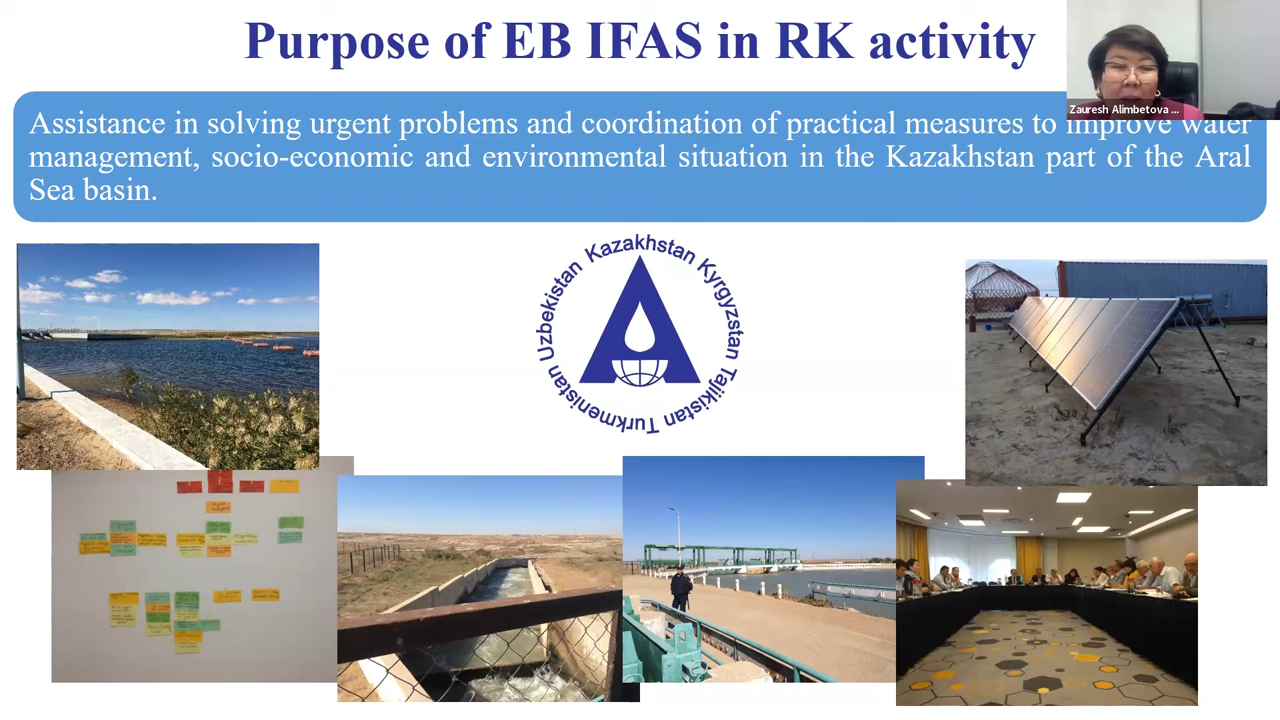 Purpose of EB IFAS in RK activity
Zauresh Alimbetova ...
Assistance in solving urgent problems and coordination of practical measures to improve water
management, socio-economic and environmental situation in the Kazakhstan part of the Aral
Sea basin.
Uzbekistan Kazakhstan Kyrgyzstan Tajikistan Turkmenistan